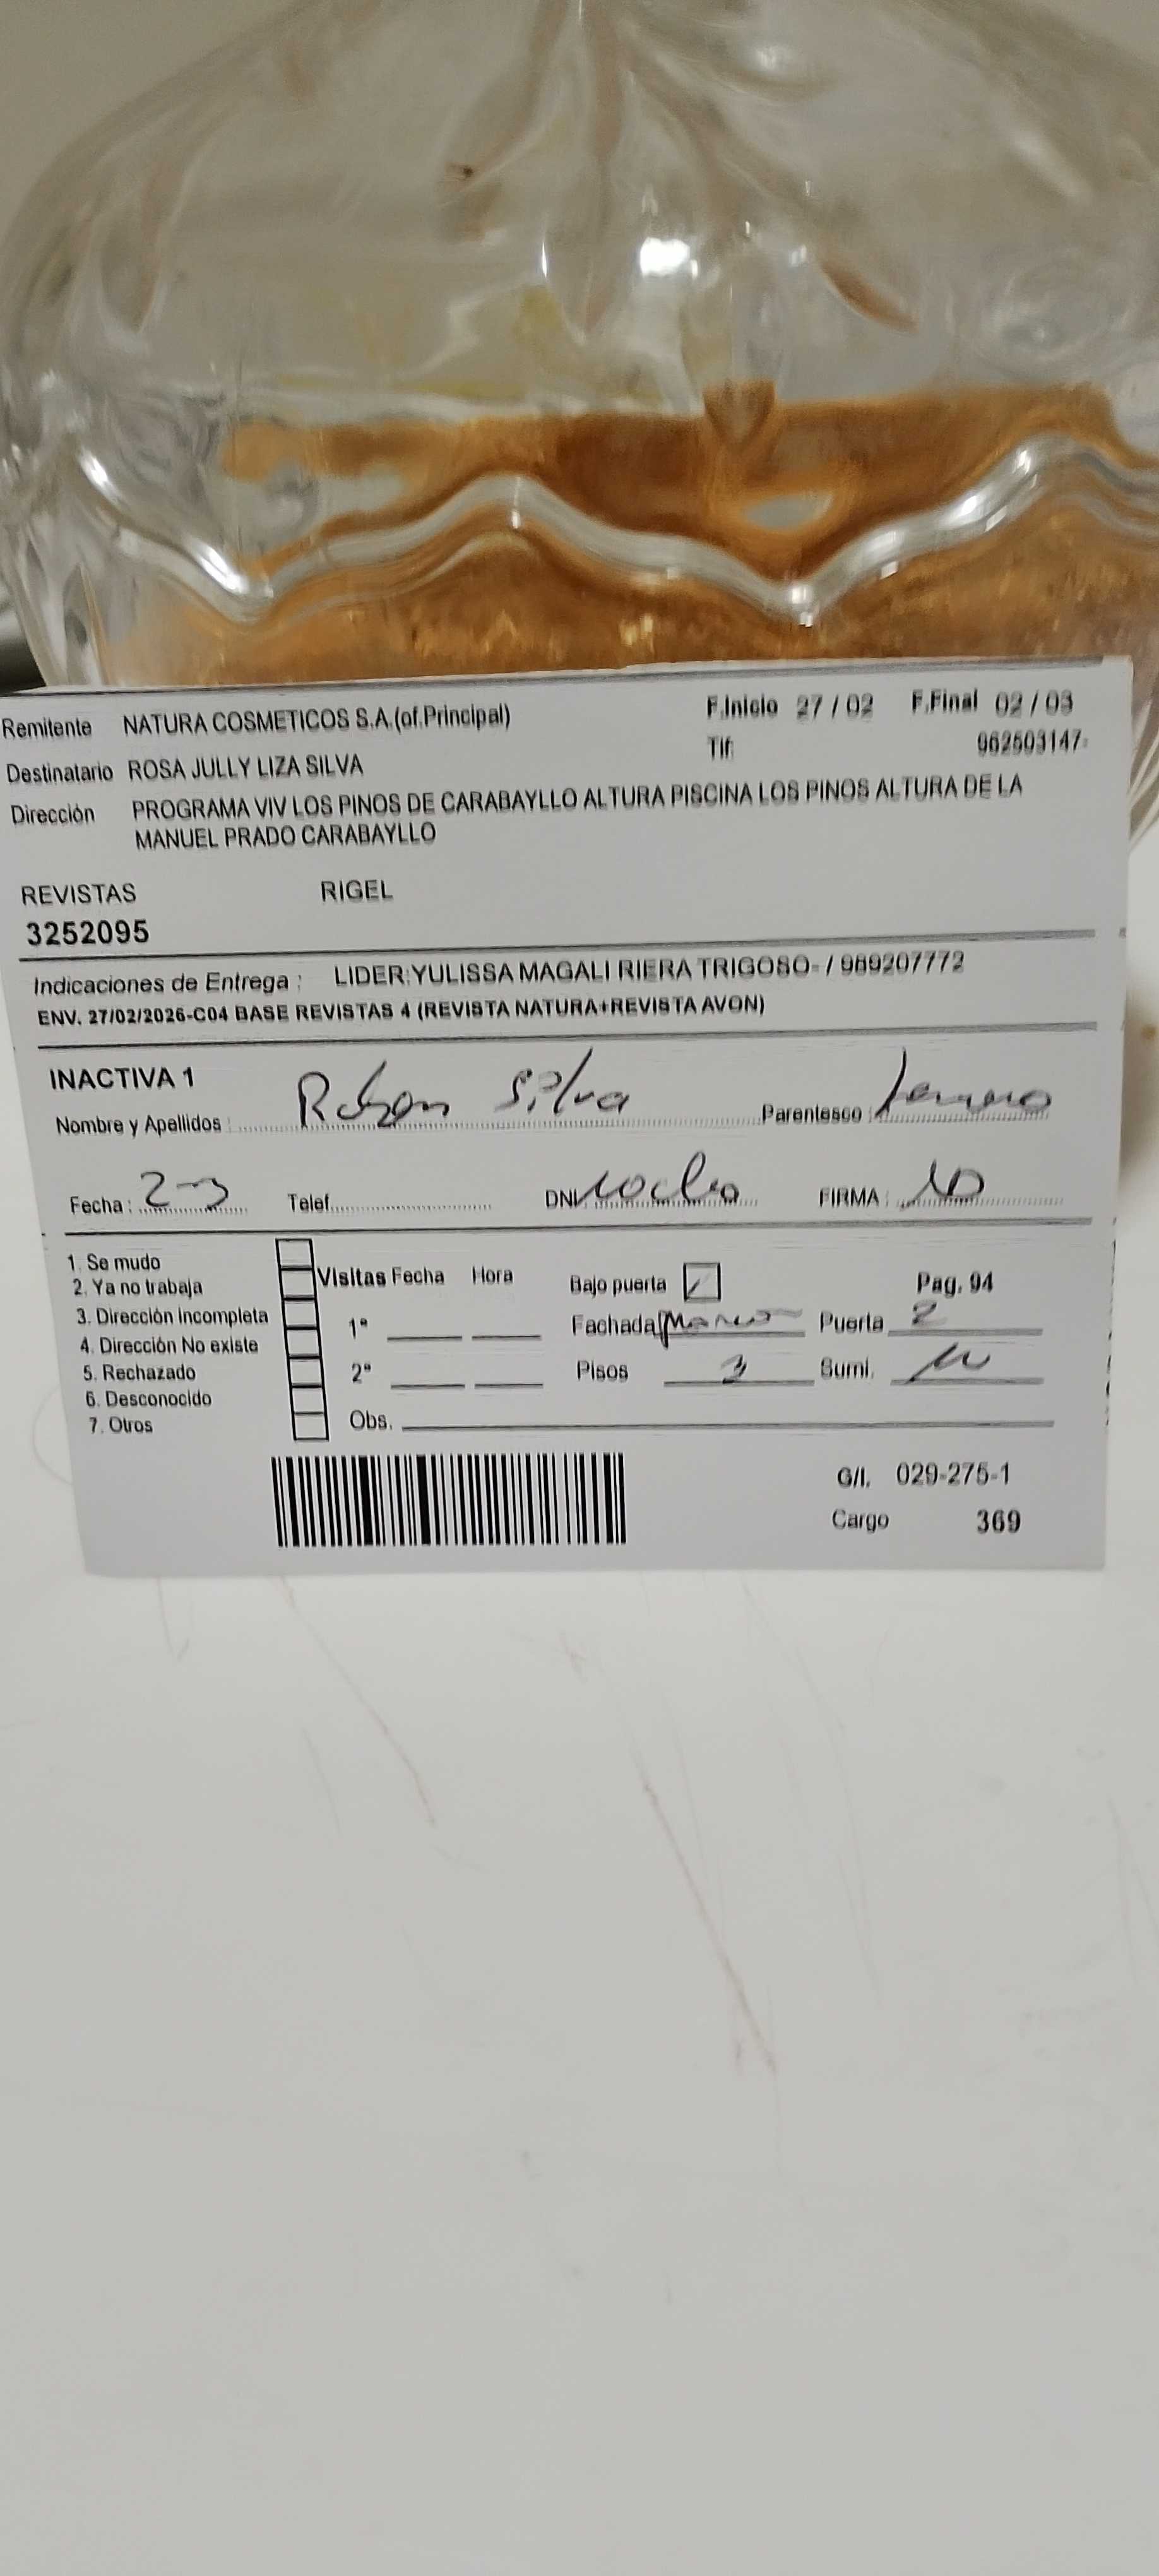 Remitente NATURA COSMETICOS S.A.(of.Principal) F.Inicio 27 / 02 F.Final 02 / 03
Tlf: 962503147-
Destinatario ROSA JULLY LIZA SILVA
Dirección PROGRAMA VIV LOS PINOS DE CARABAYLLO ALTURA PISCINA LOS PINOS ALTURA DE LA
MANUEL PRADO CARABAYLLO
REVISTAS RIGEL
3252095
Indicaciones de Entrega : LIDER:YULISSA MAGALI RIERA TRIGOSO- / 989207772
ENV. 27/02/2026-C04 BASE REVISTAS 4 (REVISTA NATURA+REVISTA AVON)
INACTIVA 1
Nombre y Apellidos : Silva Parentesco :
Fecha : 2-3 Telef. DNI FIRMA :
1. Se mudo
2. Ya no trabaja
3. Dirección Incompleta
4. Dirección No existe
5. Rechazado
6. Desconocido
7. Otros
Visitas Fecha Hora
1ª
2ª
Obs.
Bajo puerta Pag. 94
Fachada Puerta 2
Pisos 3 Sumi.
G/I. 029-275-1
Cargo 369